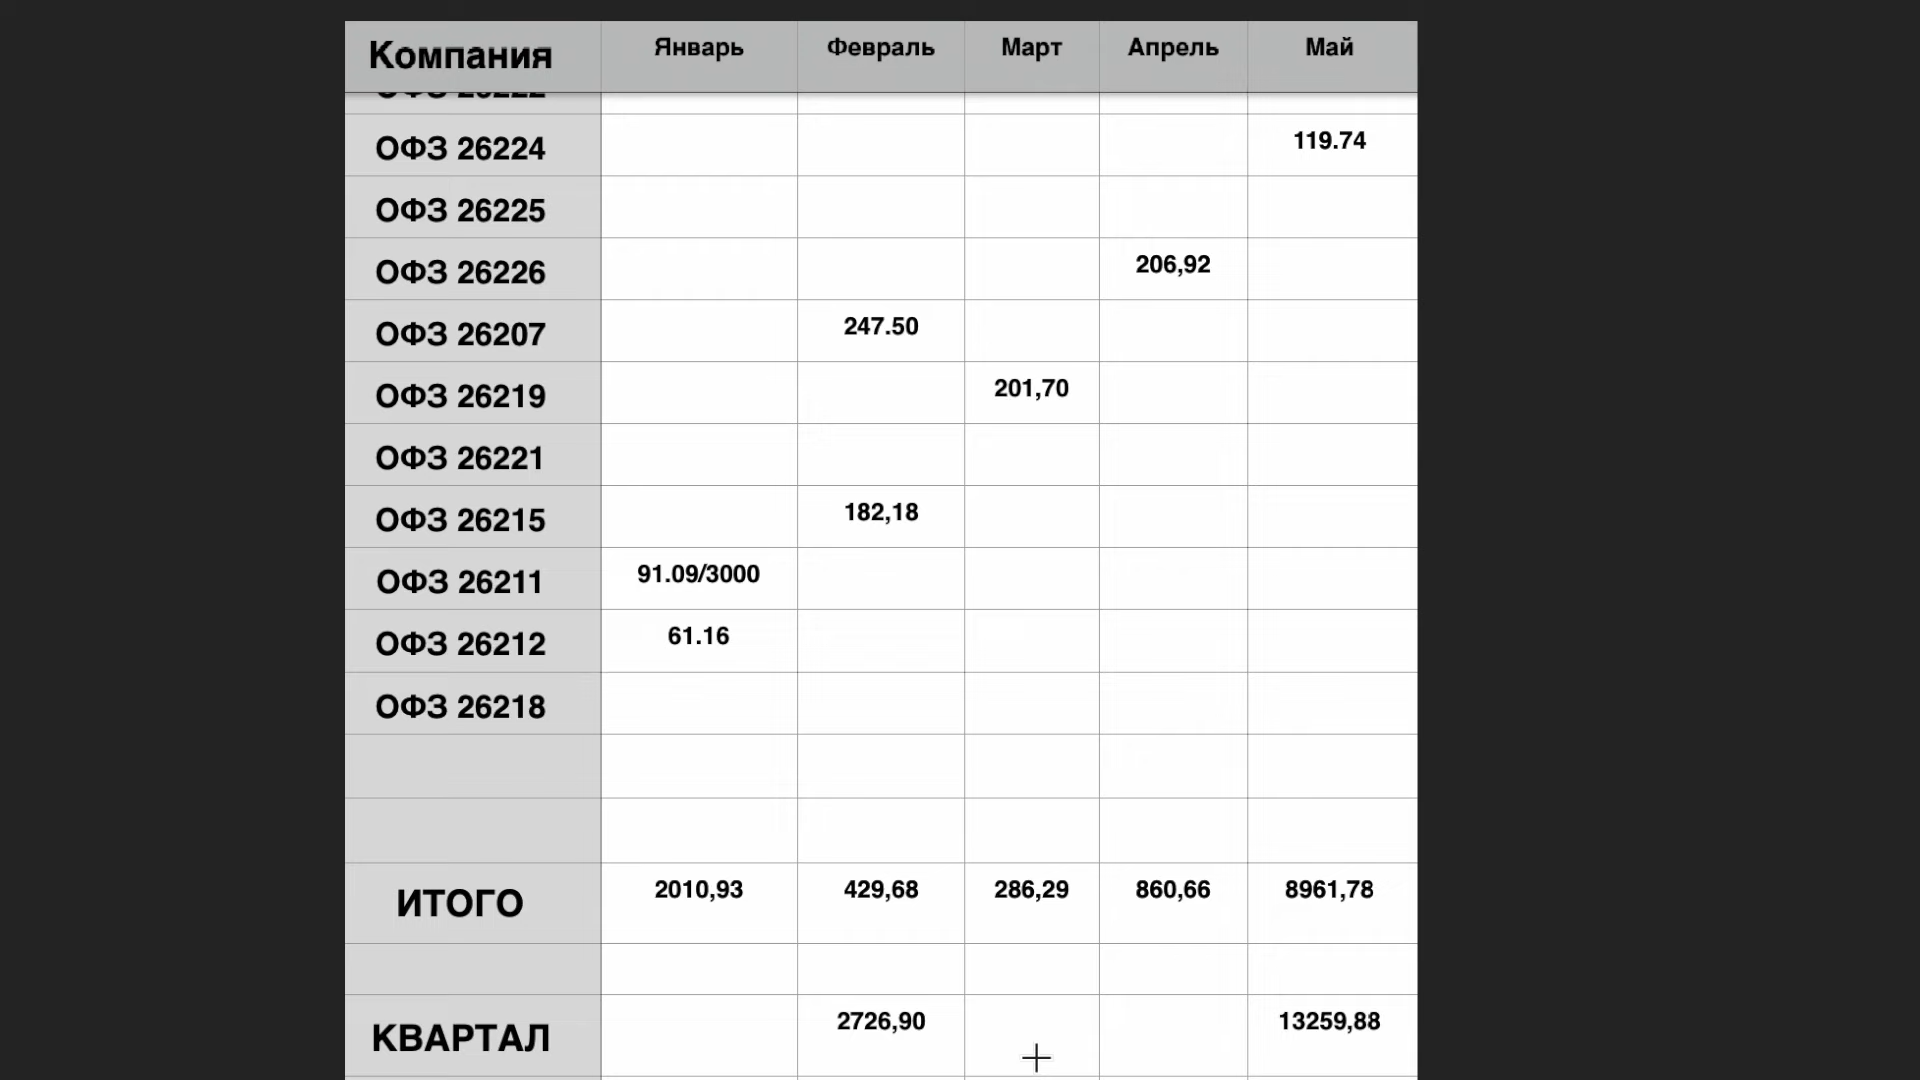 Компания Январь Февраль Март Апрель Май
ОФЗ 26224 119.74
ОФЗ 26225
ОФЗ 26226 206,92
ОФЗ 26207 247.50
ОФЗ 26219 201,70
ОФЗ 26221
ОФЗ 26215 182,18
ОФЗ 26211 91.09/3000
ОФЗ 26212 61.16
ОФЗ 26218
ИТОГО 2010,93 429,68 286,29 860,66 8961,78
КВАРТАЛ 2726,90 13259,88